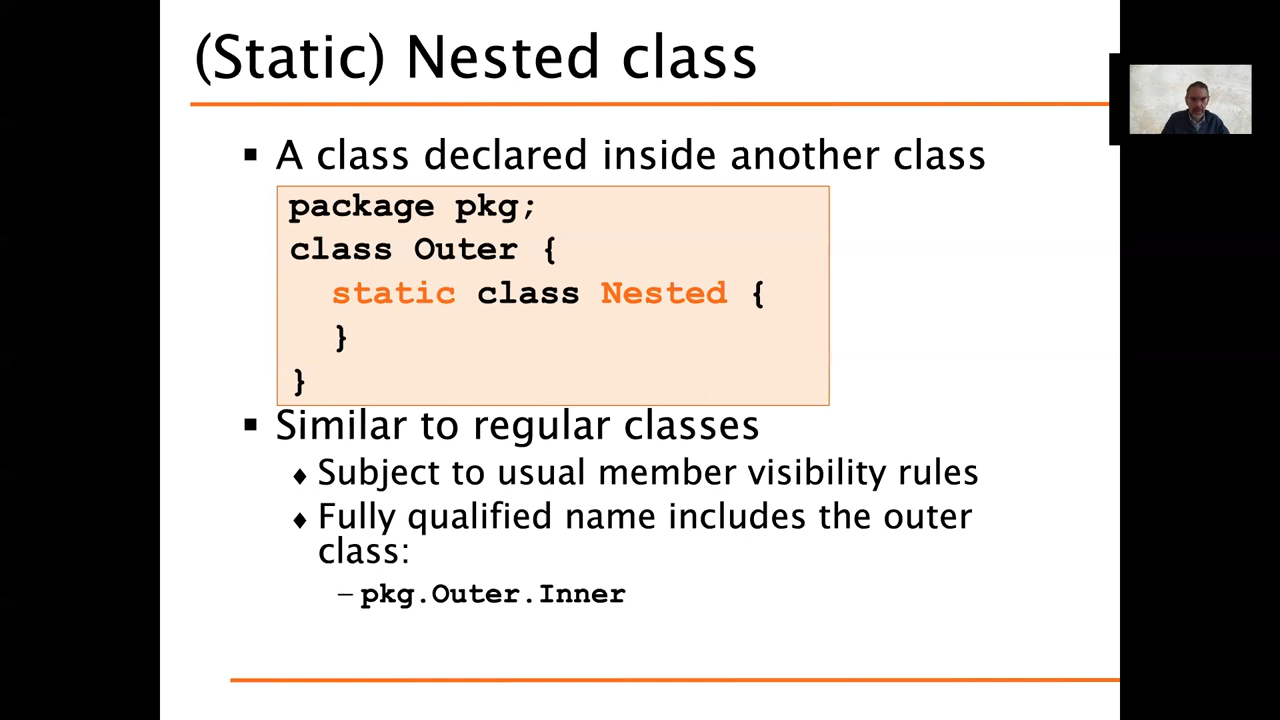 (Static) Nested class
▪ A class declared inside another class
package pkg;
class Outer {
static class Nested {
}
}
▪ Similar to regular classes
♦ Subject to usual member visibility rules
♦ Fully qualified name includes the outer
class:
– pkg.Outer.Inner